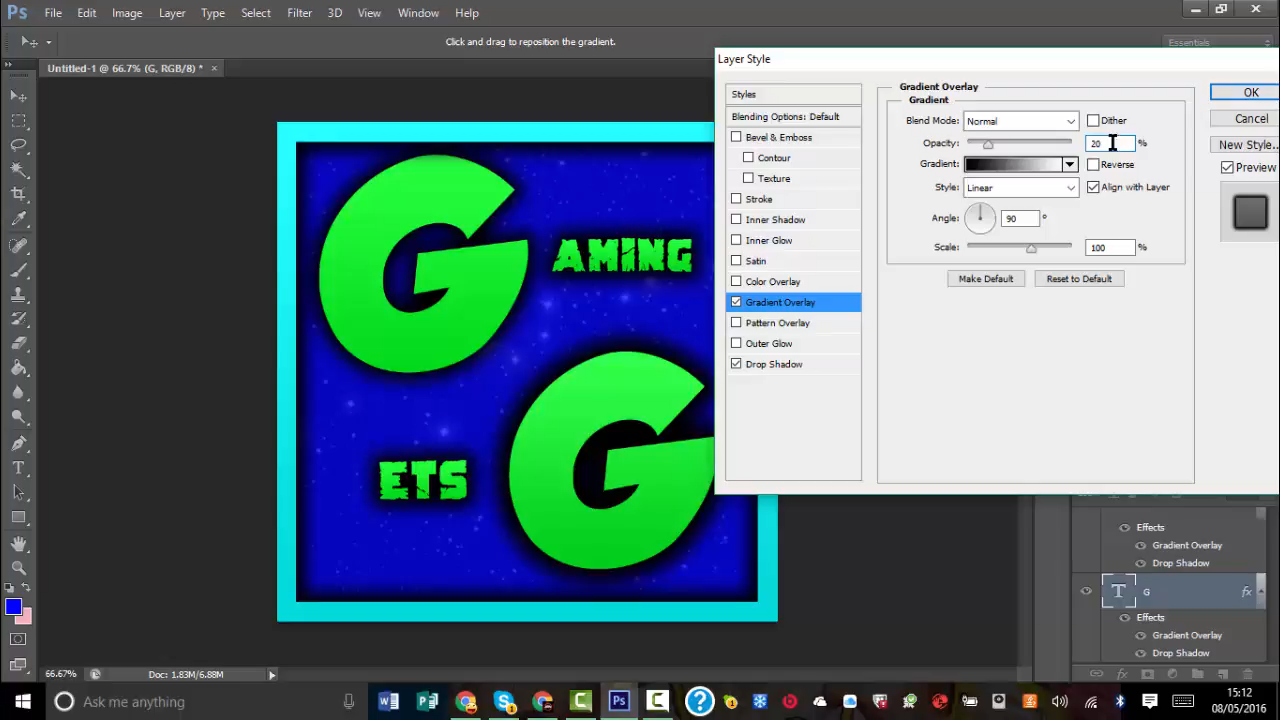 Ps File Edit Image Layer Type Select Filter 3D View Window Help
Click and drag to reposition the gradient.
Essentials
Untitled-1 @ 66.7% (G, RGB/8) * ×
Layer Style
Styles
Blending Options: Default
Bevel & Emboss
Contour
Texture
Stroke
Inner Shadow
Inner Glow
Satin
Color Overlay
Gradient Overlay
Pattern Overlay
Outer Glow
Drop Shadow
Gradient Overlay
Gradient
Blend Mode: Normal Dither
Opacity: 20 %
Gradient: Reverse
Style: Linear Align with Layer
Angle: 90 °
Scale: 100 %
Make Default Reset to Default
OK
Cancel
New Style...
Preview
G AMING
ETS G
Effects
Gradient Overlay
Drop Shadow
T G fx
Effects
Gradient Overlay
Drop Shadow
66.67% Doc: 1.83M/6.88M
Ask me anything
Ps
15:12
08/05/2016